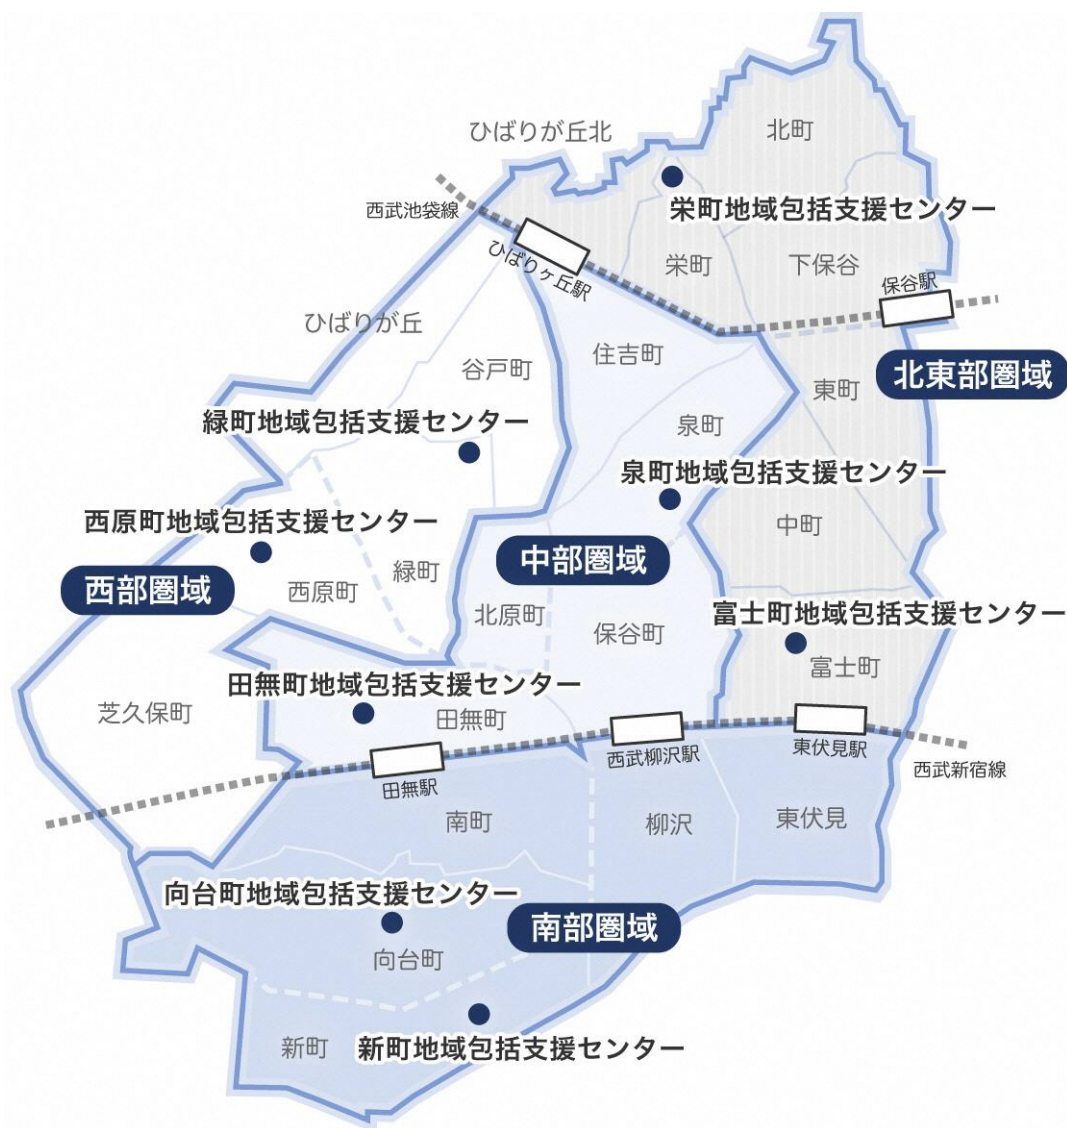 北町
ひばりが丘北
西武池袋線
栄町地域包括支援センター
ひばりヶ丘駅
栄町
下保谷
保谷駅
ひばりが丘
住吉町
谷戸町
北東部圏域
東町
緑町地域包括支援センター
泉町
泉町地域包括支援センター
西原町地域包括支援センター
中町
中部圏域
緑町
西部圏域
西原町
北原町
富士町地域包括支援センター
保谷町
富士町
田無町地域包括支援センター
芝久保町
田無町
西武柳沢駅
東伏見駅
西武新宿線
田無駅
南町
柳沢
東伏見
向台町地域包括支援センター
南部圏域
向台町
新町
新町地域包括支援センター